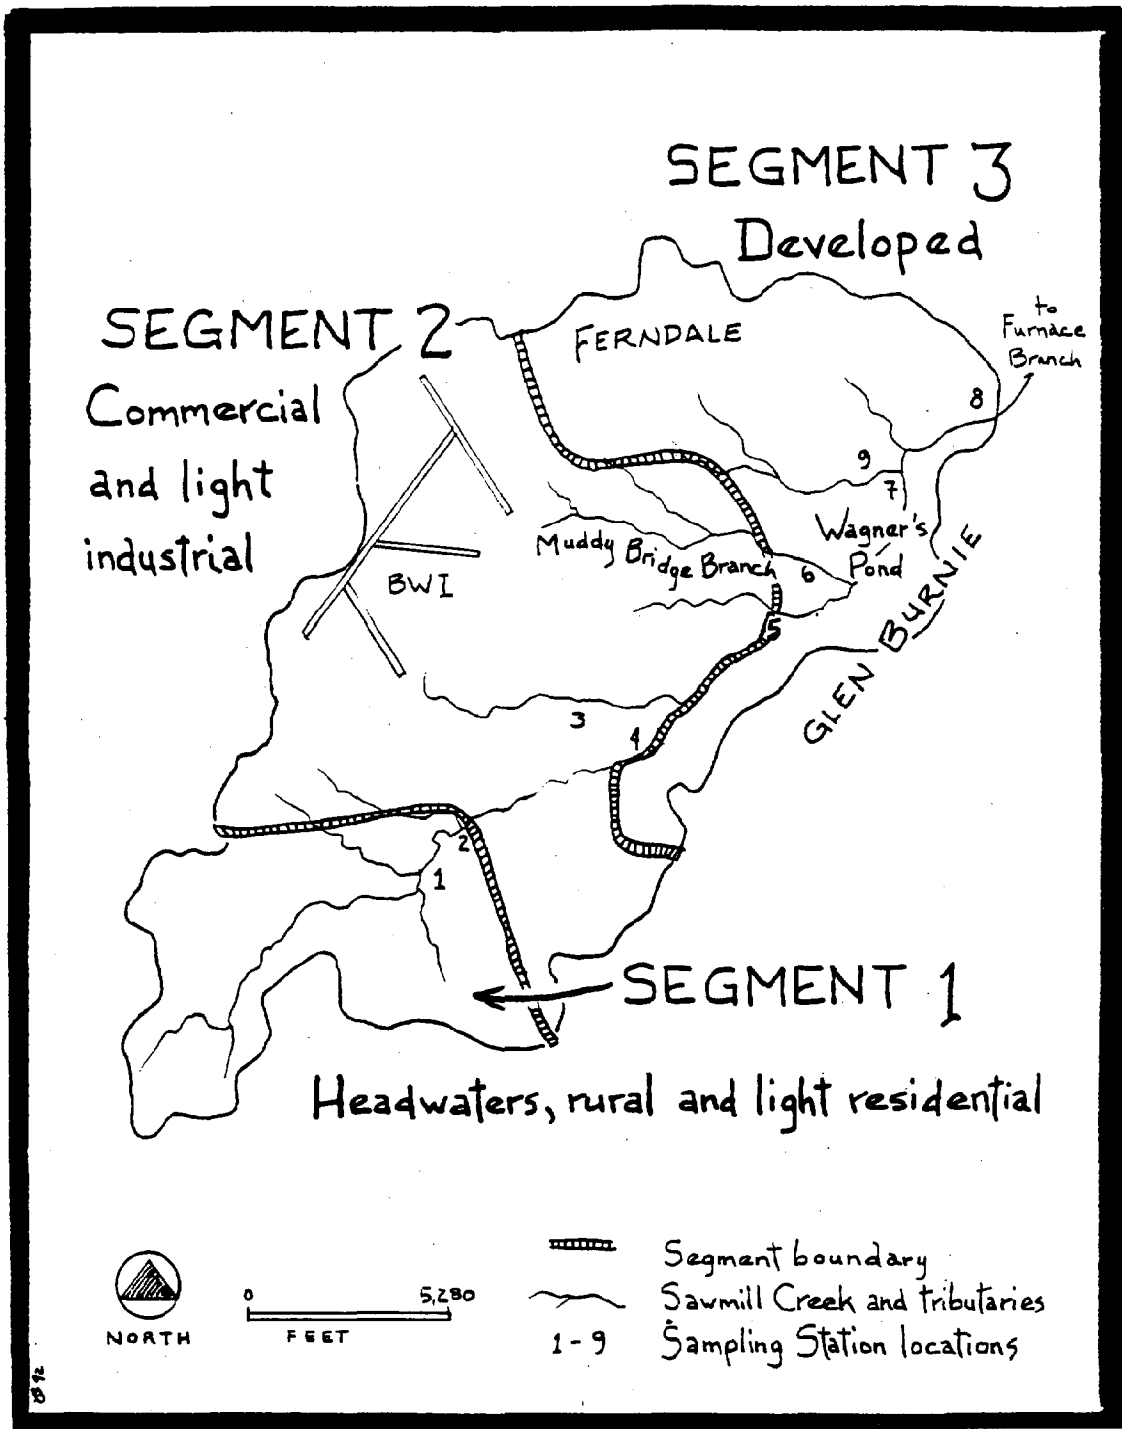 SEGMENT 3
Developed
SEGMENT 2
Commercial
and light
industrial
FERNDALE
to
Furnace
Branch
8
9
7
Wagner's
Pond
Muddy Bridge Branch
6
BWI
5
GLEN BURNIE
3
4
2
1
SEGMENT 1
Headwaters, rural and light residential
NORTH
0 5,280
FEET
Segment boundary
Sawmill Creek and tributaries
1-9 Sampling Station locations